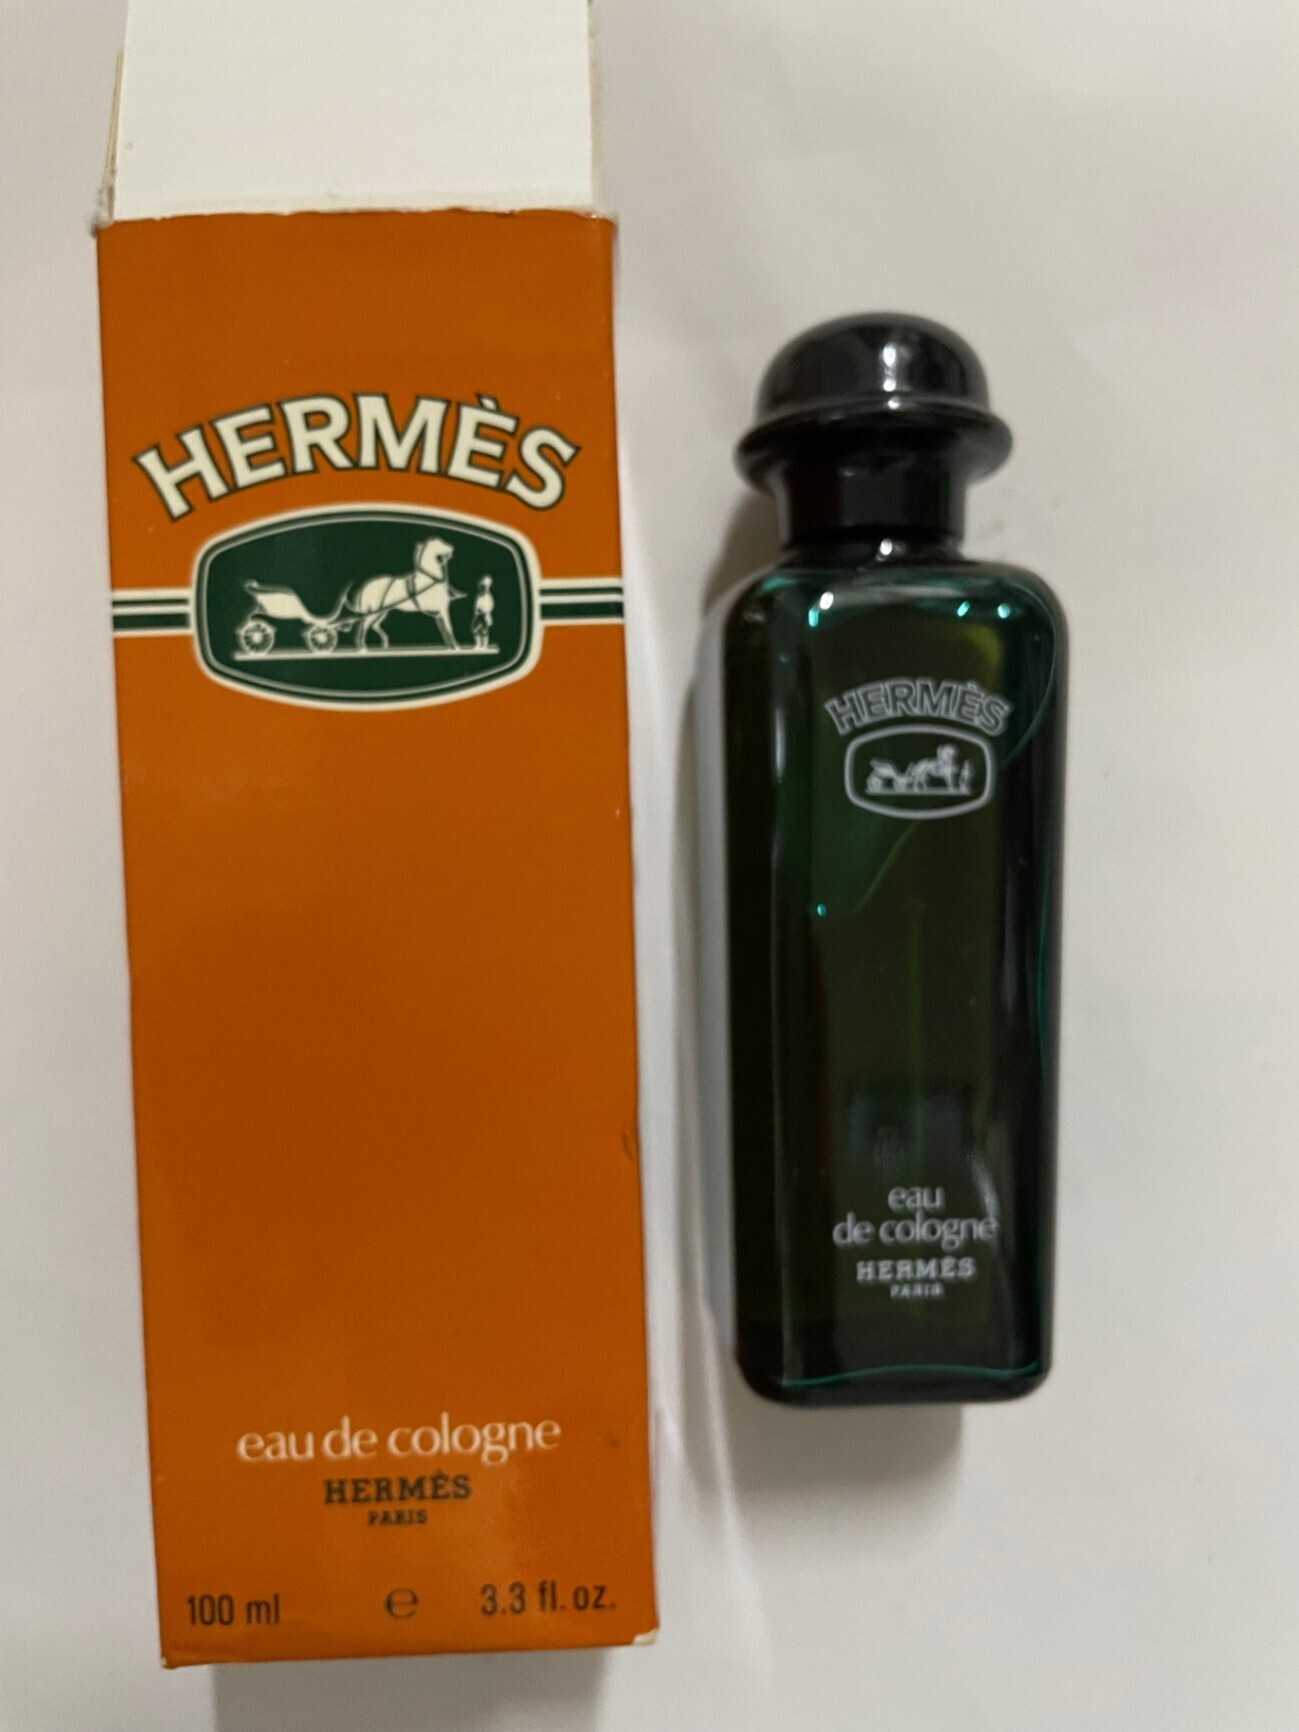 HERMÈS
eau de cologne
HERMÈS
PARIS
100 ml e 3.3 fl. oz.
HERMÈS
eau
de cologne
HERMÈS
PARIS